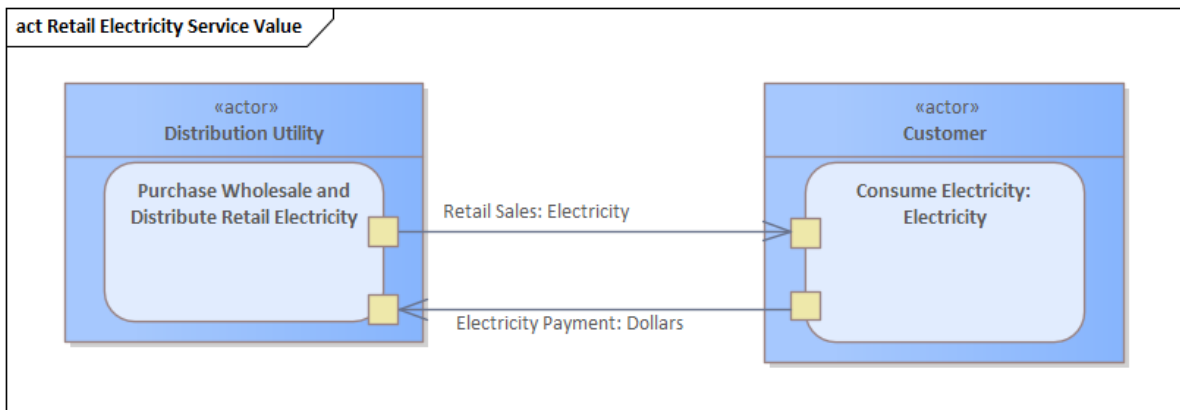 act Retail Electricity Service Value
«actor»
Distribution Utility
Purchase Wholesale and
Distribute Retail Electricity
Retail Sales: Electricity
Electricity Payment: Dollars
«actor»
Customer
Consume Electricity:
Electricity